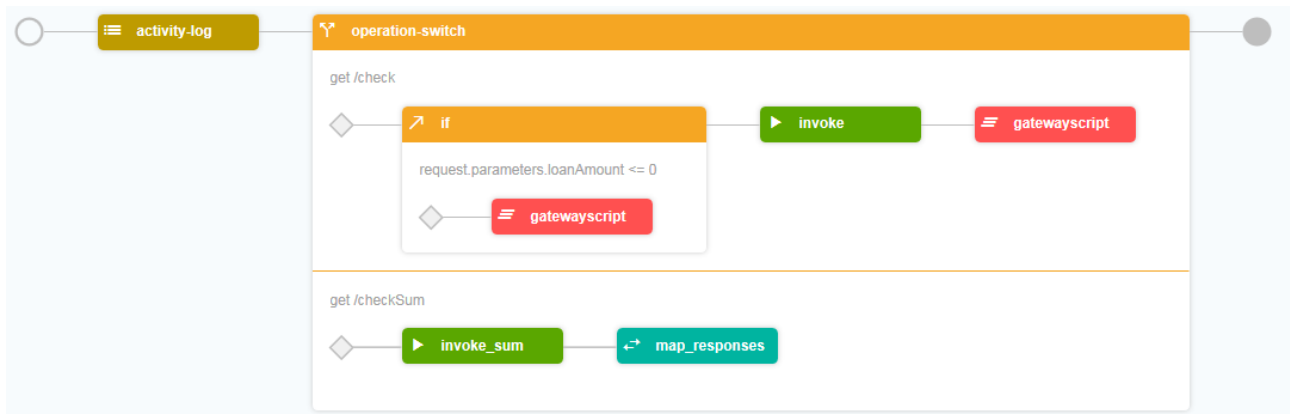 activity-log
operation-switch
get /check
if
invoke
gatewayscript
request.parameters.loanAmount <= 0
gatewayscript
get /checkSum
invoke_sum
map_responses